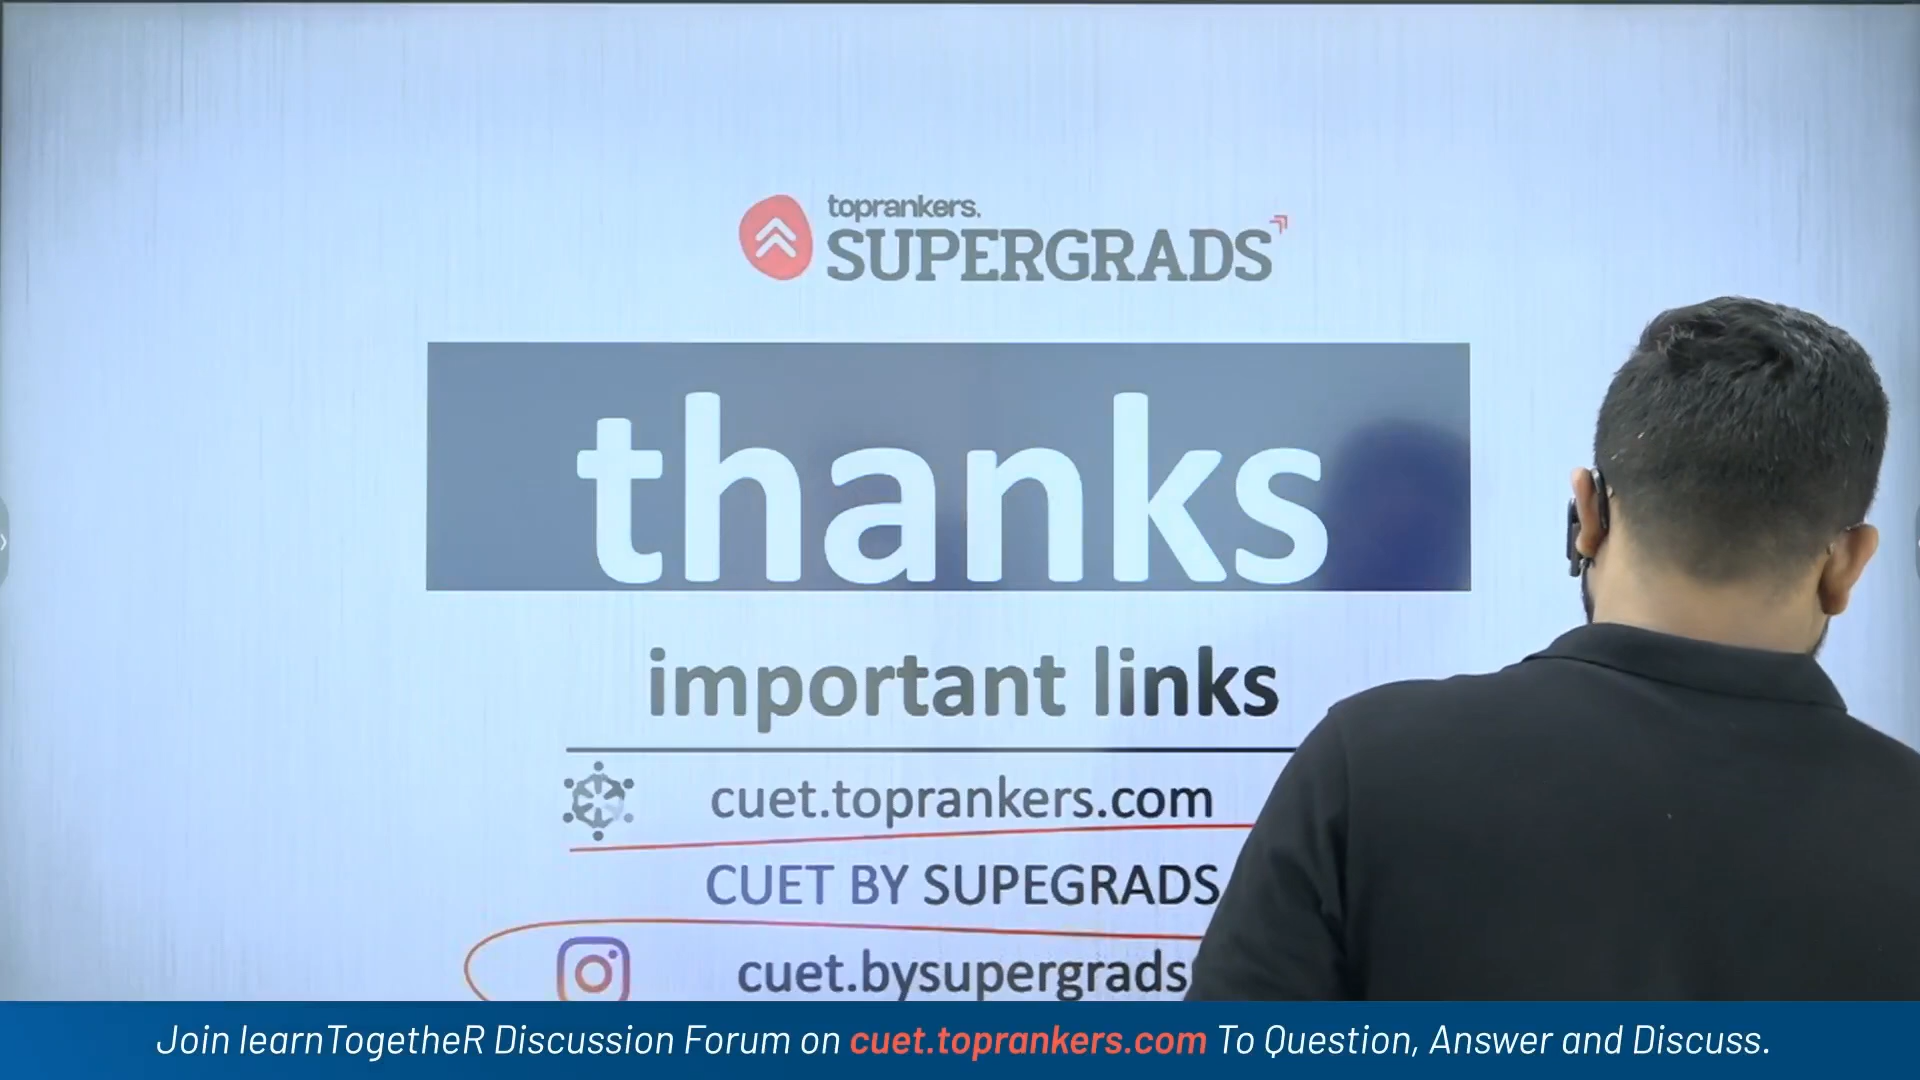 toprankers.
SUPERGRADS
thanks
important links
cuet.toprankers.com
CUET BY SUPEGRADS
cuet.bysupergrads
Join learnTogetheR Discussion Forum on cuet.toprankers.com To Question, Answer and Discuss.